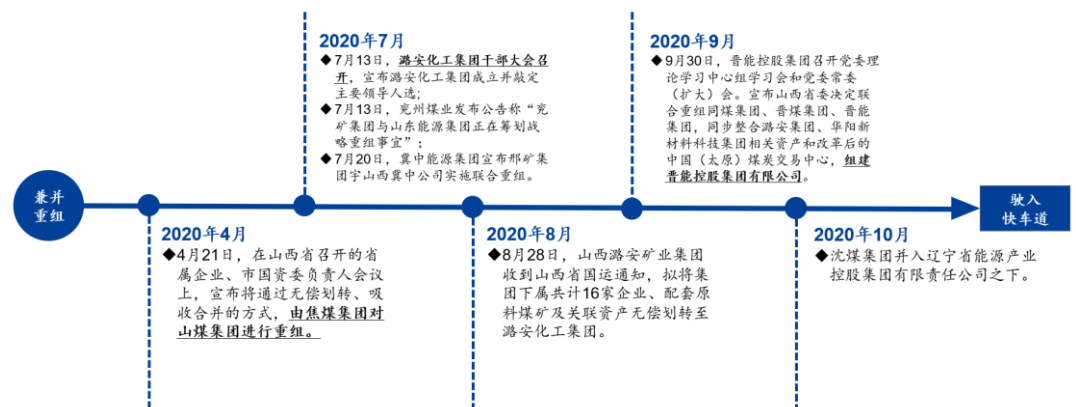 兼并
重组
2020年4月
◆4月21日，在山西省召开的省
属企业、市国资委负责人会议
上，宣布将通过无偿划转、吸
收合并的方式，由焦煤集团对
山煤集团进行重组。
2020年7月
◆7月13日，潞安化工集团干部大会召
开，宣布潞安化工集团成立并敲定
主要领导人选；
◆7月13日，兖州煤业发布公告称“兖
矿集团与山东能源集团正在筹划战
略重组事宜”；
◆7月20日，冀中能源集团宣布邢矿集
团宇山西冀中公司实施联合重组。
2020年8月
◆8月28日，山西潞安矿业集团
收到山西省国运通知，拟将集
团下属共计16家企业、配套原
料煤矿及关联资产无偿划转至
潞安化工集团。
2020年9月
◆9月30日，晋能控股集团召开党委理
论学习中心组学习会和党委常委
（扩大）会。宣布山西省委决定联
合重组同煤集团、晋煤集团、晋能
集团，同步整合潞安集团、华阳新
材料科技集团相关资产和改革后的
中国（太原）煤炭交易中心，组建
晋能控股集团有限公司。
2020年10月
◆沈煤集团并入辽宁省能源产业
控股集团有限责任公司之下。
驶入
快车道